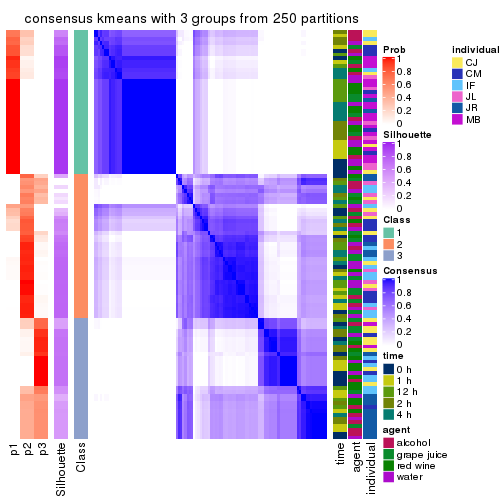 consensus kmeans with 3 groups from 250 partitions
Prob
1
0.8
0.6
0.4
0.2
0
Silhouette
1
0.8
0.6
0.4
0.2
0
Class
1
2
3
Consensus
1
0.8
0.6
0.4
0.2
0
time
0 h
1 h
12 h
2 h
4 h
agent
alcohol
grape juice
red wine
water
individual
CJ
CM
IF
JL
JR
MB
p1
p2
p3
Silhouette
Class
time
agent
individual